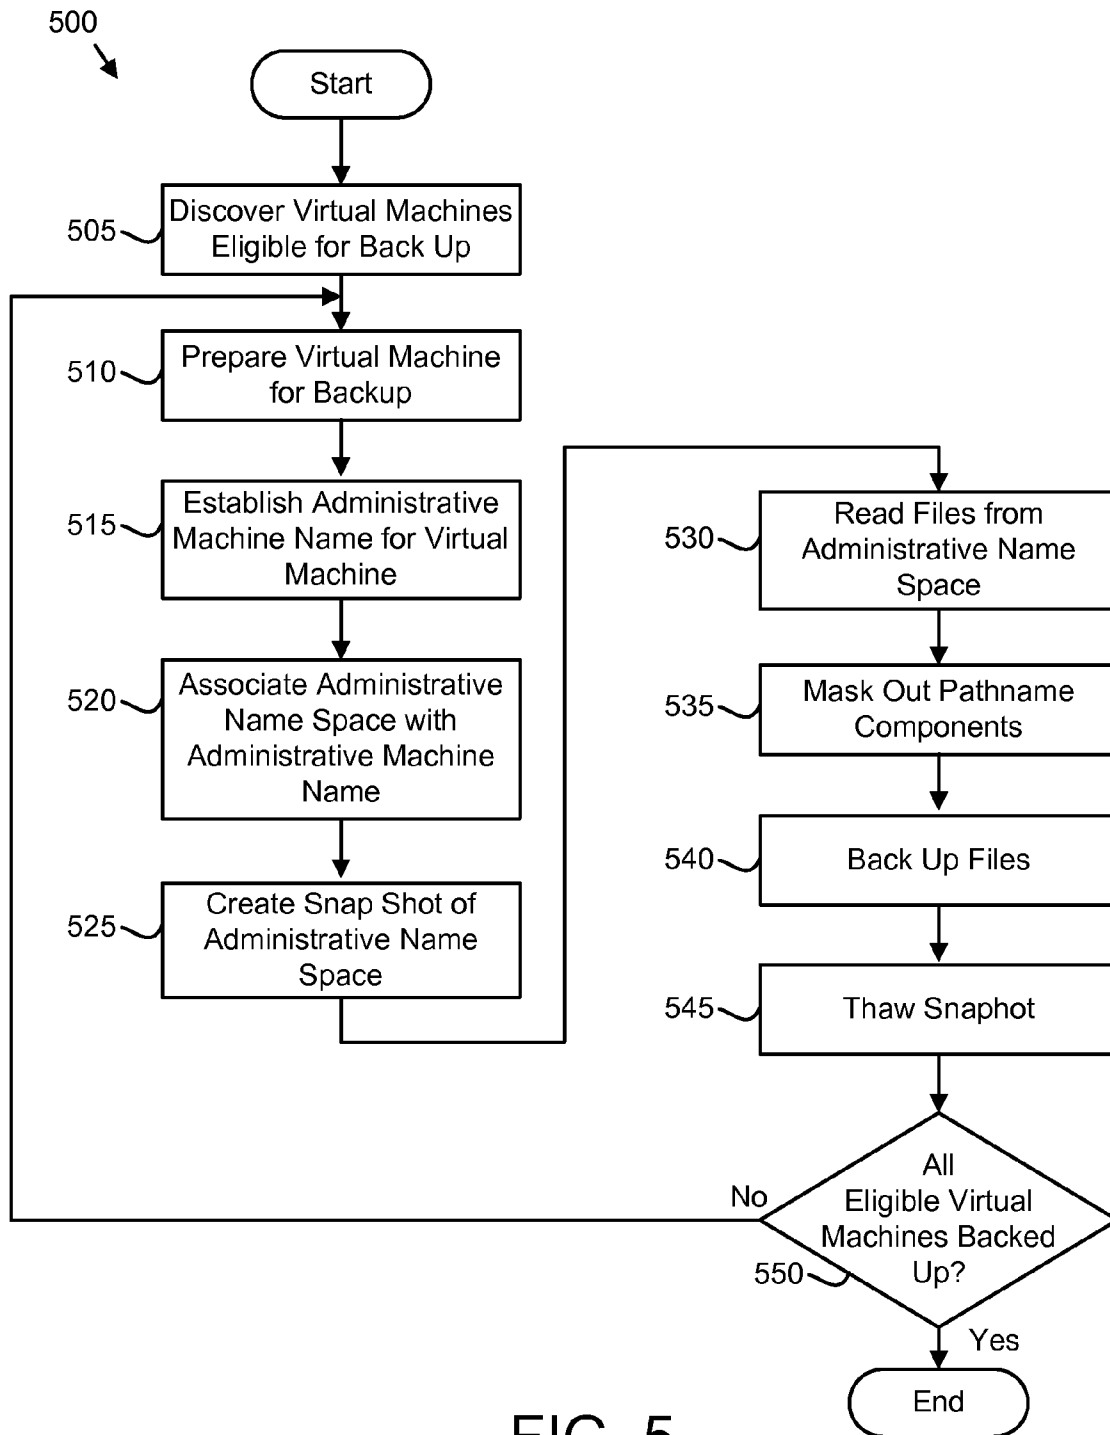 500
Start
505
Discover Virtual Machines
Eligible for Back Up
510
Prepare Virtual Machine
for Backup
515
Establish Administrative
Machine Name for Virtual
Machine
520
Associate Administrative
Name Space with
Administrative Machine
Name
525
Create Snap Shot of
Administrative Name
Space
530
Read Files from
Administrative Name
Space
535
Mask Out Pathname
Components
540
Back Up Files
545
Thaw Snaphot
All
Eligible Virtual
Machines Backed
Up?
550
No
Yes
End
FIG. 5